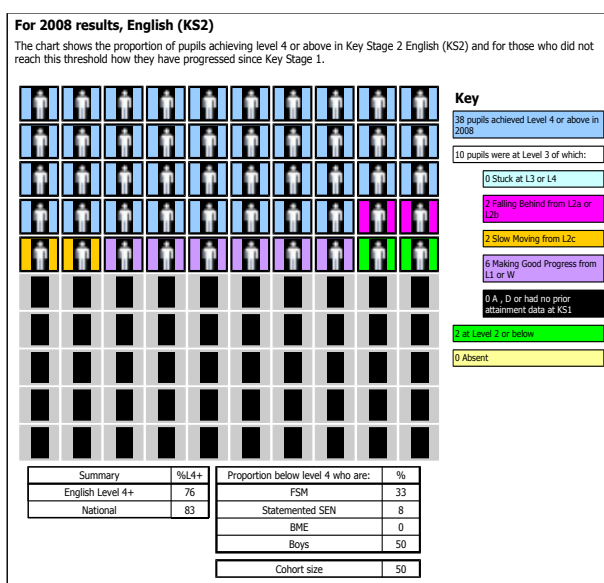 For 2008 results, English (KS2)
The chart shows the proportion of pupils achieving level 4 or above in Key Stage 2 English (KS2) and for those who did not
reach this threshold how they have progressed since Key Stage 1.
Key
38 pupils achieved Level 4 or above in
2008
10 pupils were at Level 3 of which:
0 Stuck at L3 or L4
2 Falling Behind from L2a or
L2b
2 Slow Moving from L2c
6 Making Good Progress from
L1 or W
0 A , D or had no prior
attainment data at KS1
2 at Level 2 or below
0 Absent
Summary %L4+
English Level 4+ 76
National 83
Proportion below level 4 who are: %
FSM 33
Statemented SEN 8
BME 0
Boys 50
Cohort size 50